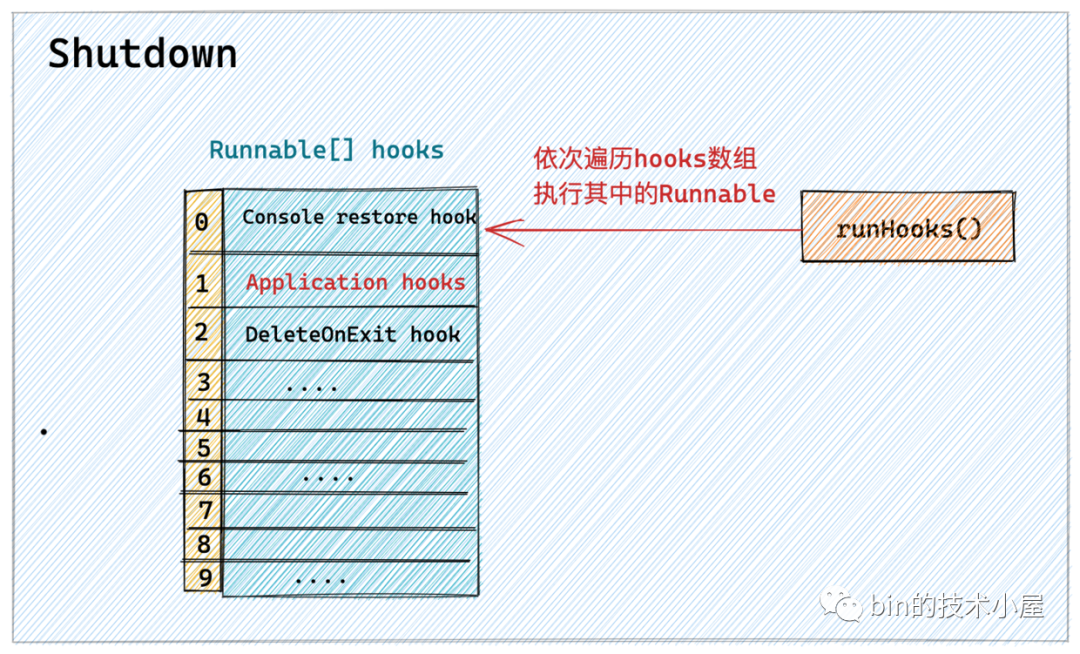 Shutdown
Runnable[] hooks
依次遍历hooks数组
执行其中的Runnable
0 Console restore hook
runHooks()
1 Application hooks
2 DeleteOnExit hook
3 ....
4
5
6 ....
7
8
9 ....
bin的技术小屋